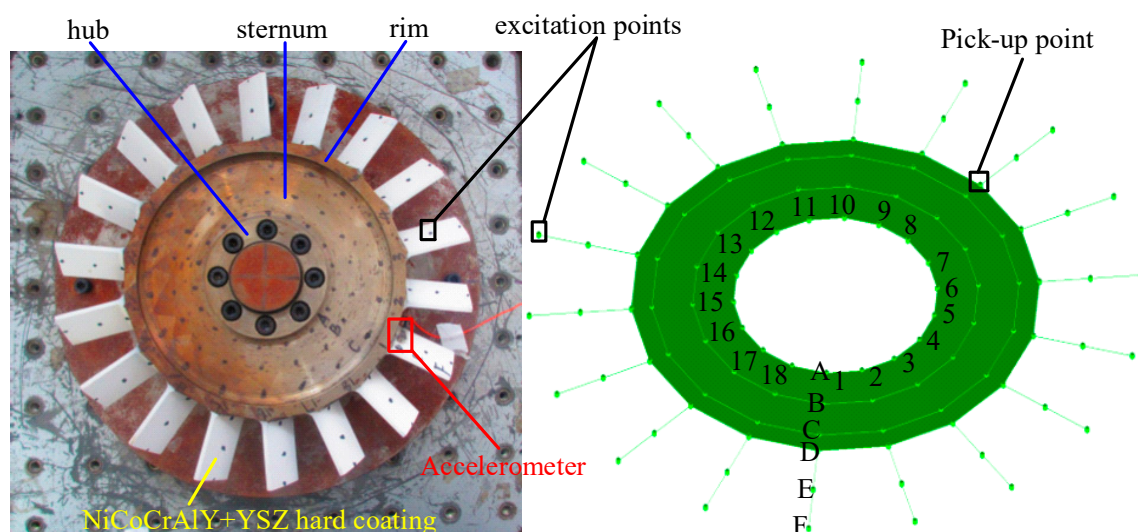 hub
sternum
rim
excitation points
Pick-up point
10
11
9
12
8
13
7
14
6
15
5
16
4
17
3
18
A
1
2
B
C
D
E
F
Accelerometer
NiCoCrAlY+YSZ hard coating